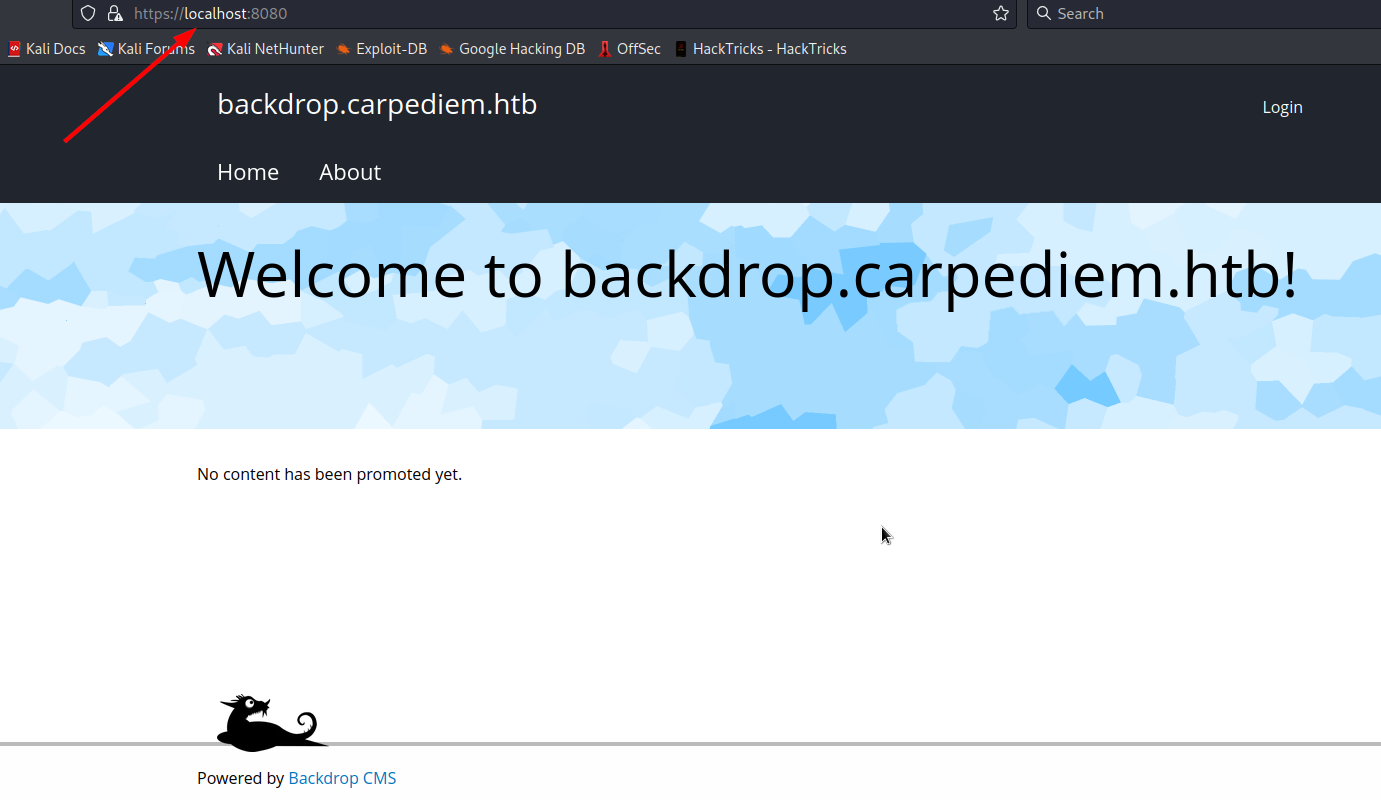 https://localhost:8080
Search
Kali Docs Kali Forums Kali NetHunter Exploit-DB Google Hacking DB OffSec HackTricks - HackTricks
backdrop.carpediem.htb
Login
Home About
Welcome to backdrop.carpediem.htb!
No content has been promoted yet.
Powered by Backdrop CMS